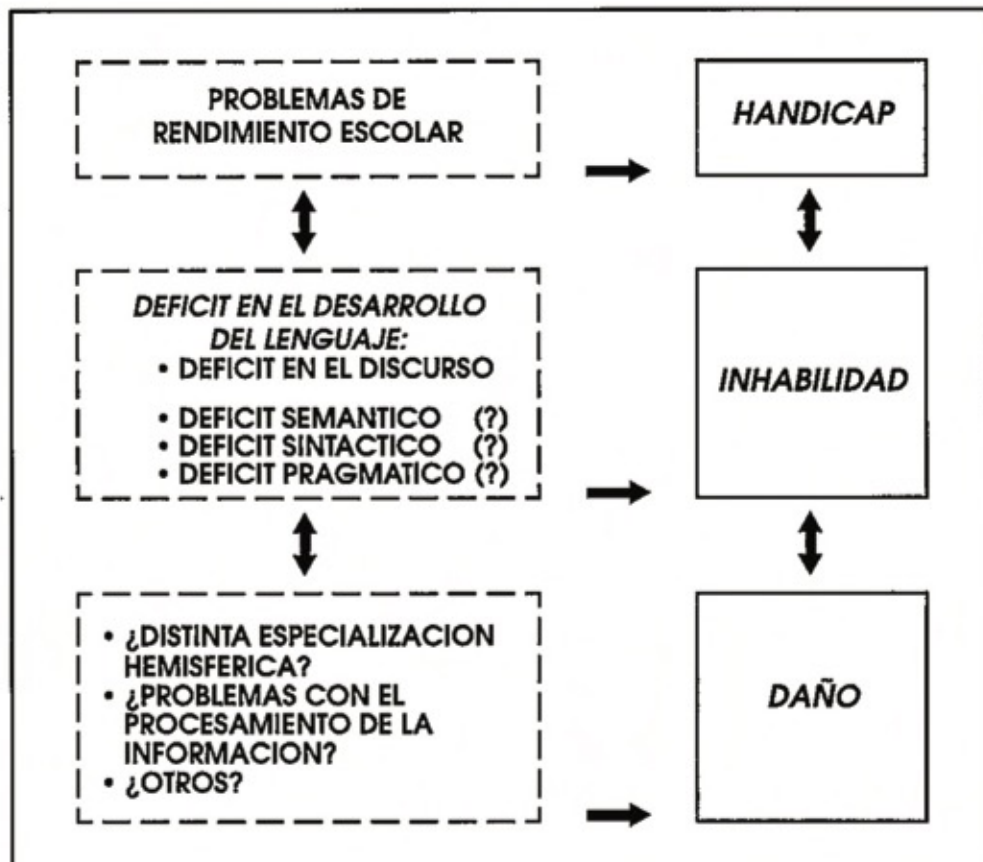 PROBLEMAS DE
RENDIMIENTO ESCOLAR
HANDICAP
DEFICIT EN EL DESARROLLO
DEL LENGUAJE:
• DEFICIT EN EL DISCURSO
• DEFICIT SEMANTICO (?)
• DEFICIT SINTACTICO (?)
• DEFICIT PRAGMATICO (?)
INHABILIDAD
• ¿DISTINTA ESPECIALIZACION
HEMISFERICA?
• ¿PROBLEMAS CON EL
PROCESAMIENTO DE LA
INFORMACION?
• ¿OTROS?
DAÑO